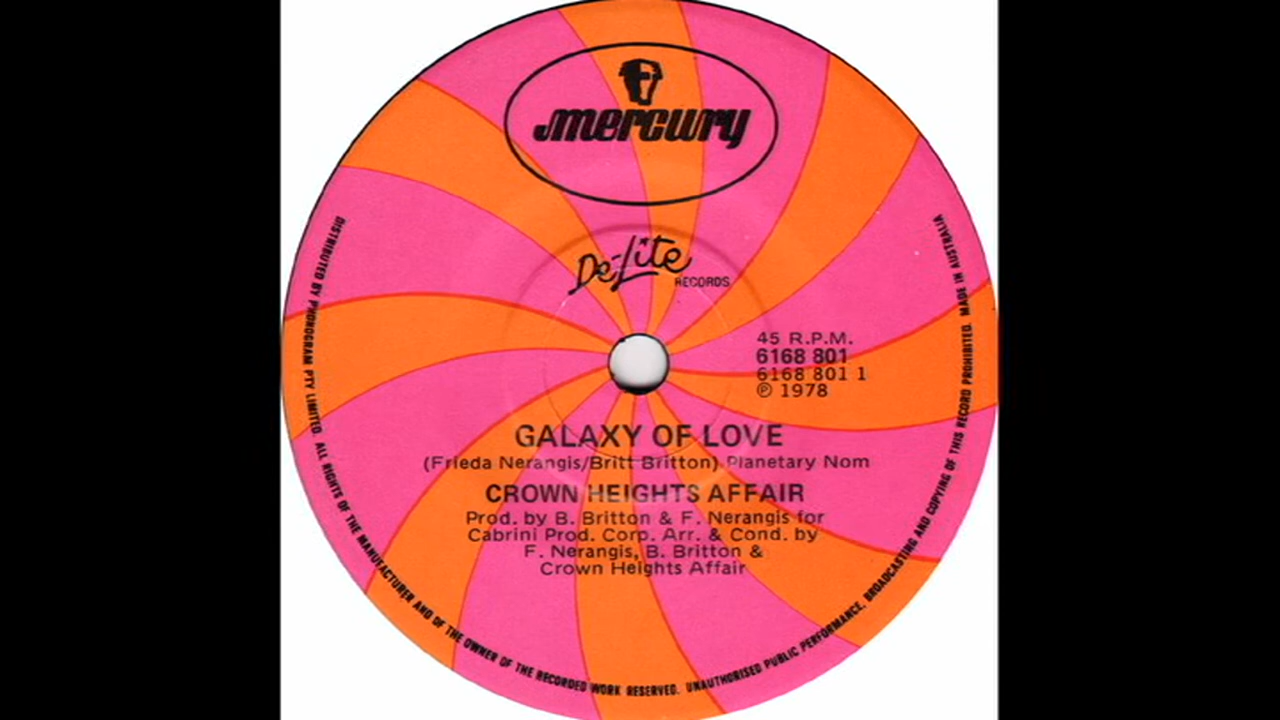 mercury
De-Lite
RECORDS
45 R.P.M.
6168 801
6168 801 1
℗ 1978
GALAXY OF LOVE
(Frieda Nerangis/Britt Britton) Planetary Nom
CROWN HEIGHTS AFFAIR
Prod. by B. Britton & F. Nerangis for
Cabrini Prod. Corp. Arr. & Cond. by
F. Nerangis, B. Britton &
Crown Heights Affair
DISTRIBUTED BY PHONOGRAM PTY LIMITED. ALL RIGHTS OF THE MANUFACTURER AND OF THE OWNER OF THE RECORDED WORK RESERVED. UNAUTHORISED PUBLIC PERFORMANCE, BROADCASTING AND COPYING OF THIS RECORD PROHIBITED. MADE IN AUSTRALIA